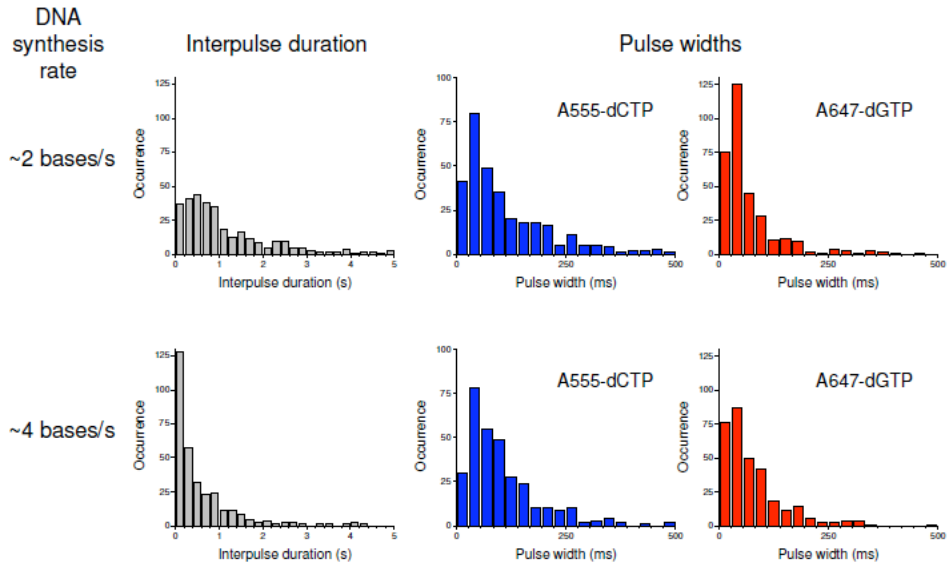 DNA
synthesis
rate
Interpulse duration
Pulse widths
~2 bases/s
125
100
75
50
25
0
Occurrence
0 1 2 3 4 5
Interpulse duration (s)
A555-dCTP
100
75
50
25
0
Occurrence
0 250 500
Pulse width (ms)
A647-dGTP
125
100
75
50
25
0
Occurrence
0 250 500
Pulse width (ms)
~4 bases/s
125
100
75
50
25
0
Occurrence
0 1 2 3 4 5
Interpulse duration (s)
A555-dCTP
100
75
50
25
0
Occurrence
0 250 500
Pulse width (ms)
A647-dGTP
125
100
75
50
25
0
Occurrence
0 250 500
Pulse width (ms)